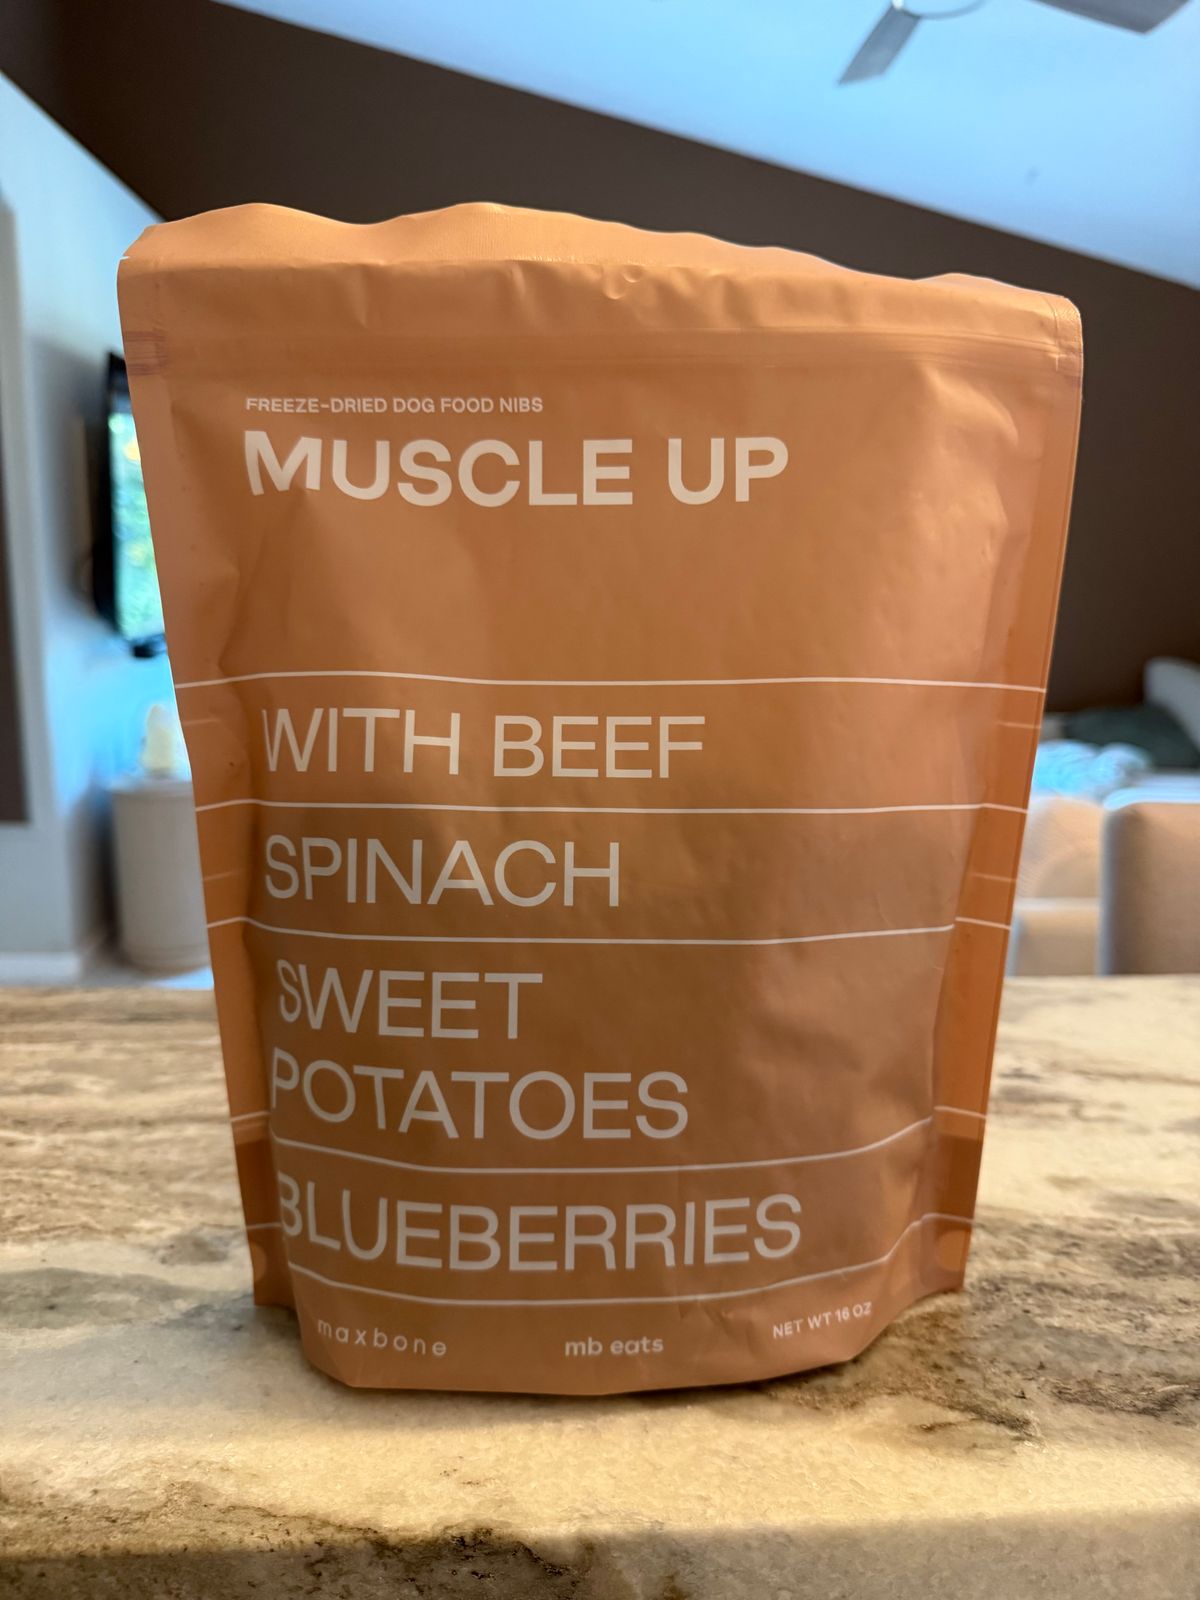 FREEZE-DRIED DOG FOOD NIBS
MUSCLE UP
WITH BEEF
SPINACH
SWEET
POTATOES
BLUEBERRIES
maxbone mb eats NET WT 16 OZ